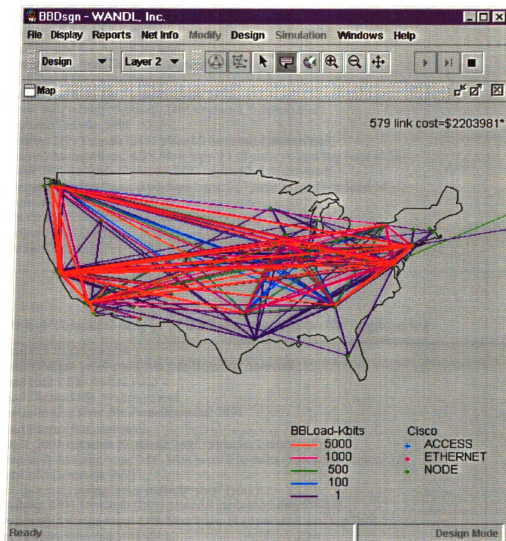 BBDsgn - WANDL, Inc.
File Display Reports Net Info Modify Design Simulation Windows Help
Design Layer 2
Map
579 link cost=$2203981*
BBLoad-Kbits
5000
1000
500
100
1
Cisco
ACCESS
ETHERNET
NODE
Ready
Design Mode